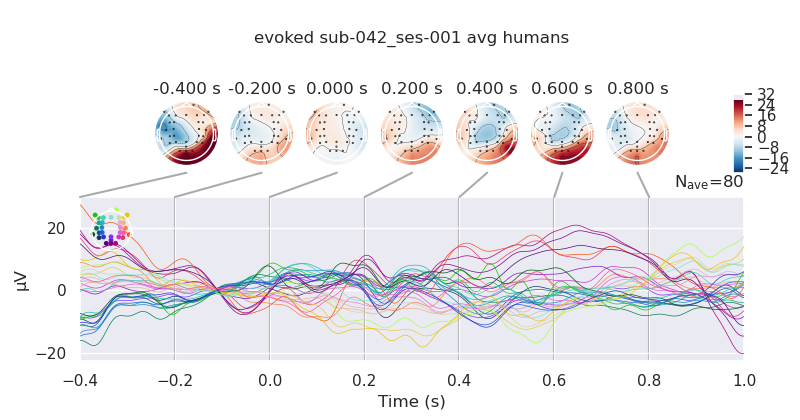 evoked sub-042_ses-001 avg humans
-0.400 s -0.200 s 0.000 s 0.200 s 0.400 s 0.600 s 0.800 s
32
24
16
8
0
−8
−16
−24
Nave=80
20
0
−20
µV
−0.4 −0.2 0.0 0.2 0.4 0.6 0.8 1.0
Time (s)